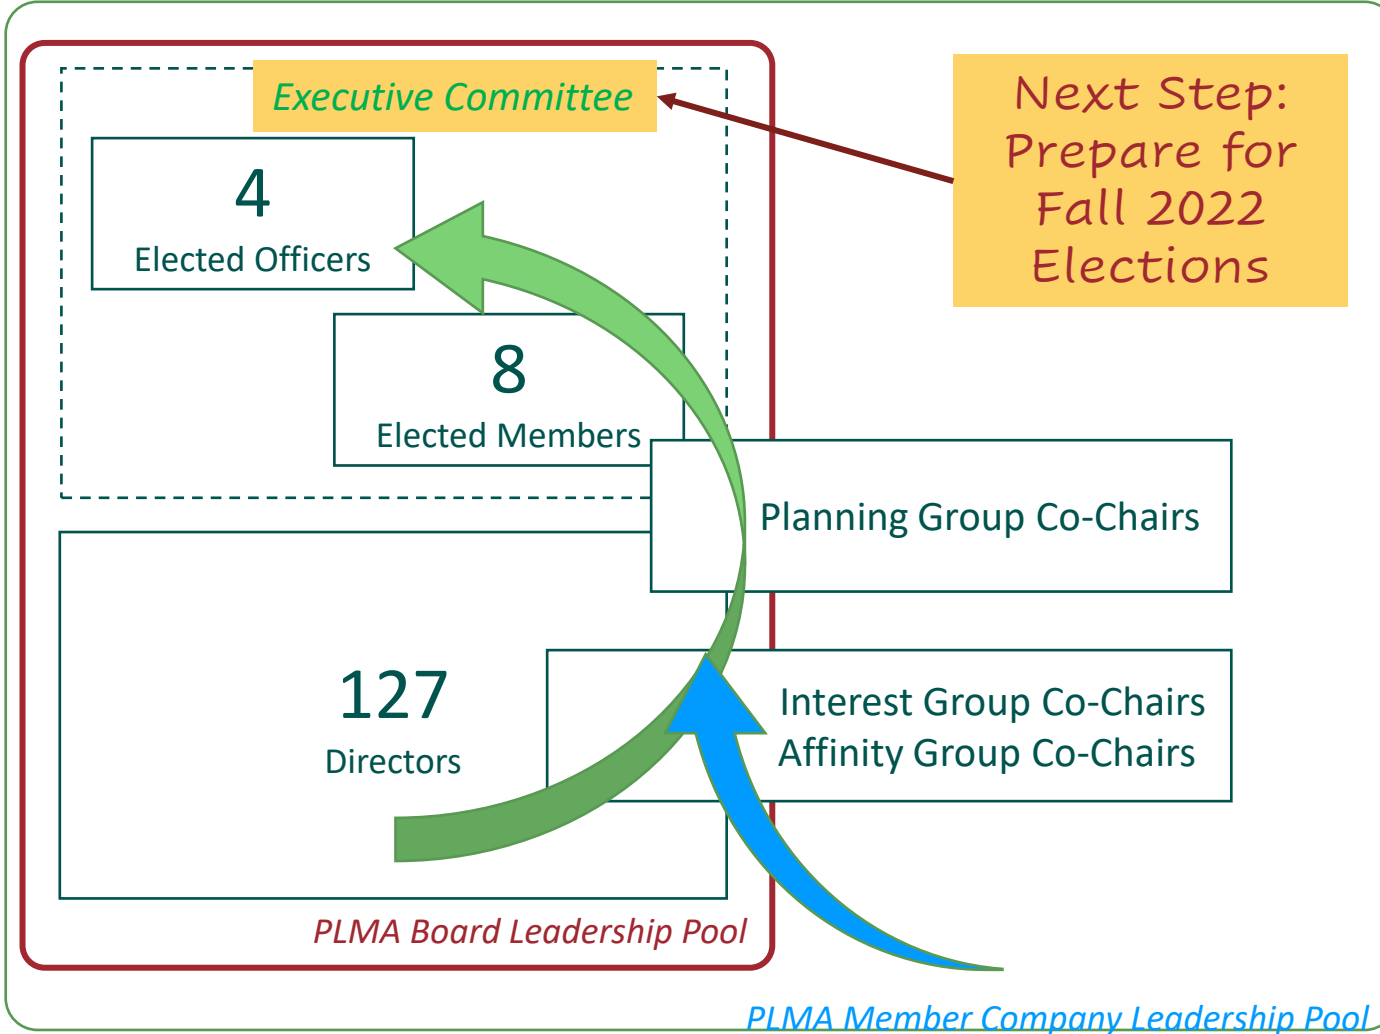 Executive Committee
Next Step:
Prepare for
Fall 2022
Elections
4
Elected Officers
8
Elected Members
Planning Group Co-Chairs
127
Directors
Interest Group Co-Chairs
Affinity Group Co-Chairs
PLMA Board Leadership Pool
PLMA Member Company Leadership Pool